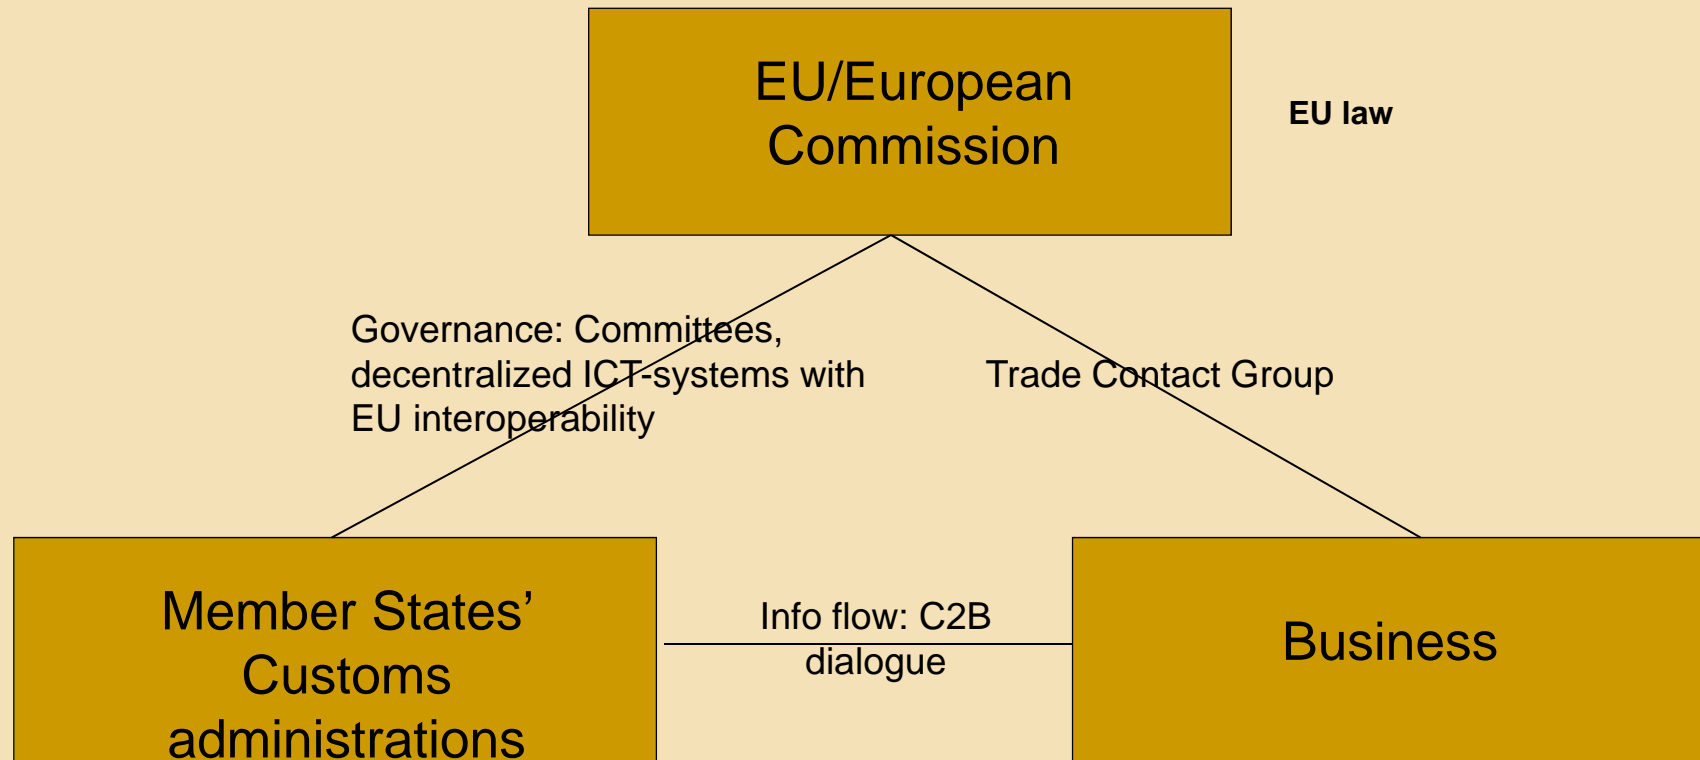 EU/European
Commission
EU law
Governance: Committees,
decentralized ICT-systems with
EU interoperability
Trade Contact Group
Member States’
Customs
administrations
Info flow: C2B
dialogue
Business